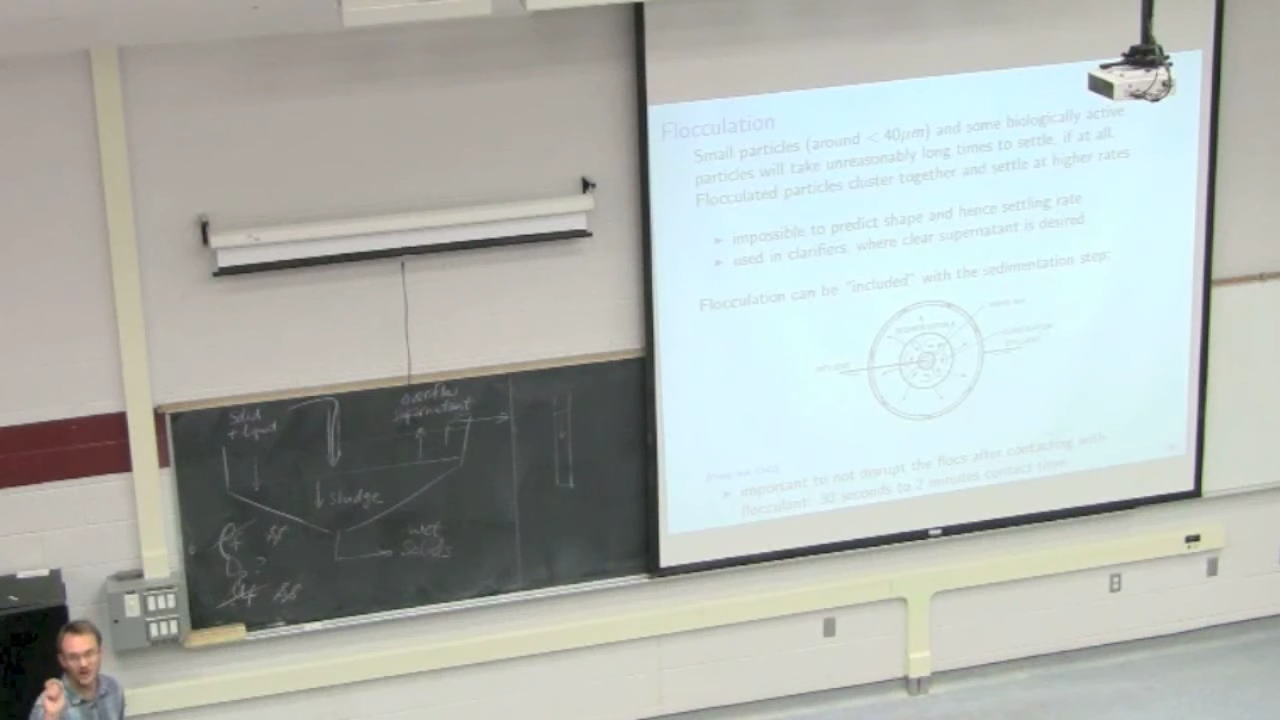 solid
+ liquid
overflow
supernatant
sludge
wet
solids
Flocculation
Small particles (around < 40μm) and some biologically active
particles will take unreasonably long times to settle, if at all.
Flocculated particles cluster together and settle at higher rates
► impossible to predict shape and hence settling rate
► used in clarifiers, where clear supernatant is desired
Flocculation can be "included" with the sedimentation step:
► important to not disrupt the flocs after contacting with
flocculant: 30 seconds to 2 minutes contact time